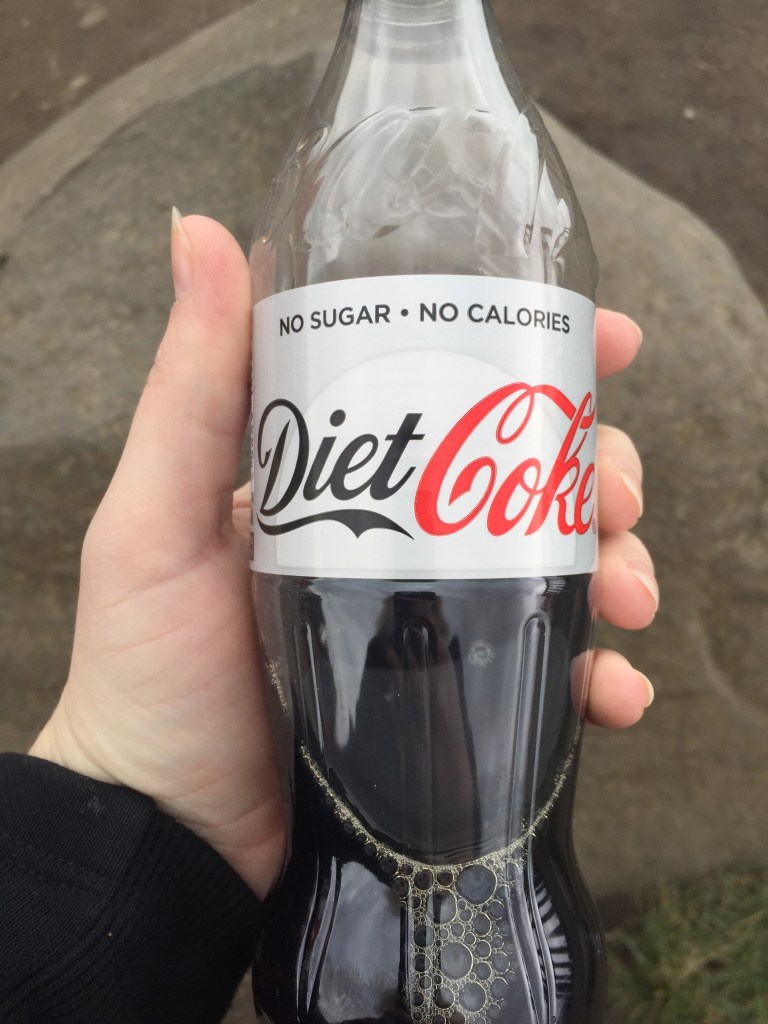 NO SUGAR • NO CALORIES
Diet Coke